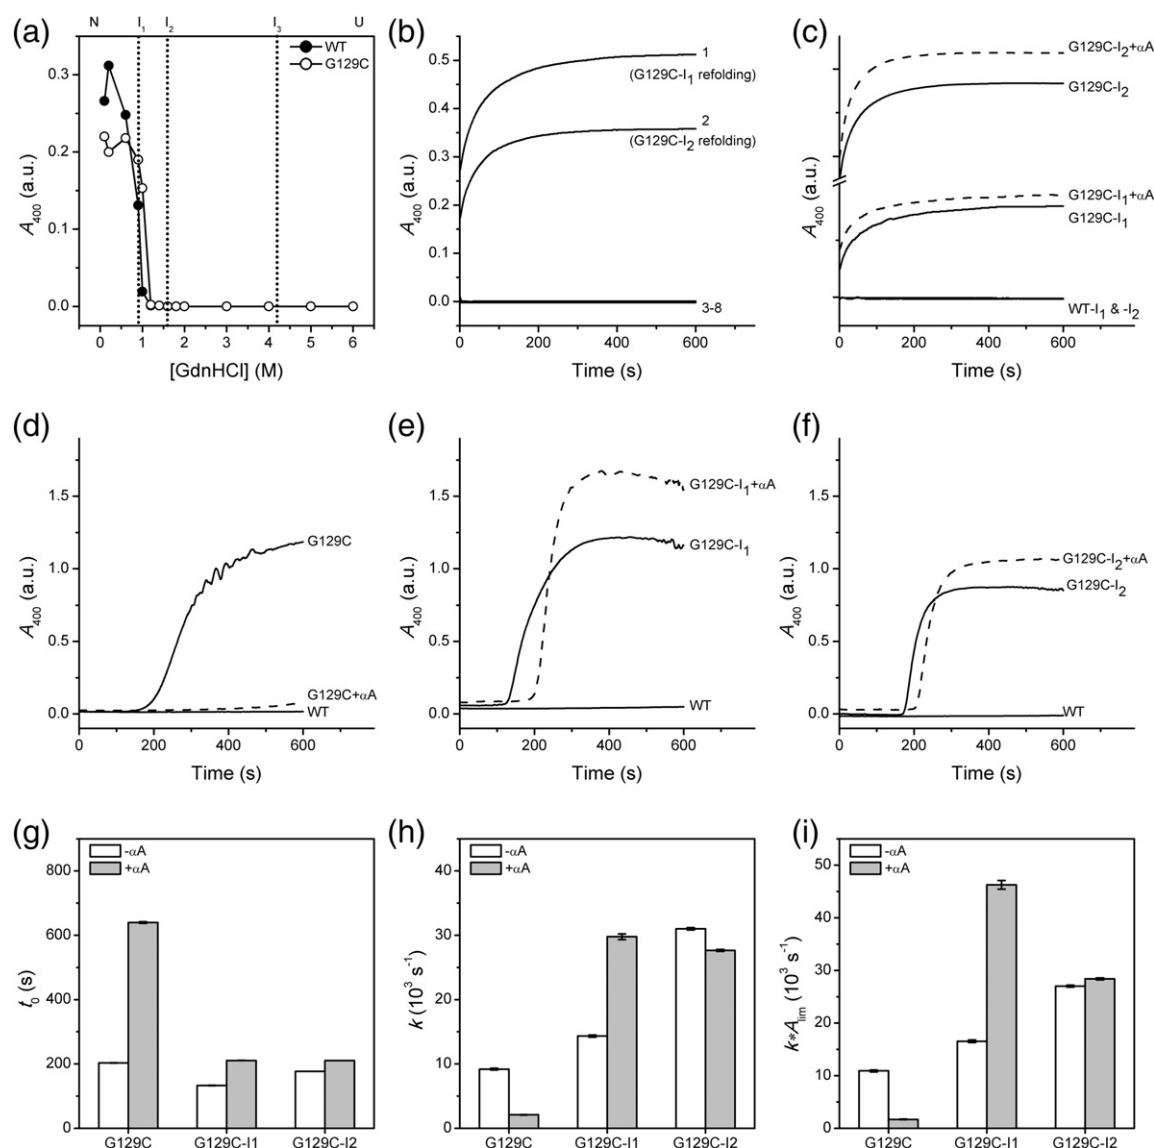 (a)
N I₁ I₂ I₃ U
WT
G129C
0.3
0.2
0.1
0.0
A₄₀₀ (a.u.)
0 1 2 3 4 5 6
[GdnHCl] (M)
(b)
0.5
0.4
0.3
0.2
0.1
0.0
A₄₀₀ (a.u.)
1
(G129C-I₁ refolding)
2
(G129C-I₂ refolding)
3-8
0 200 400 600
Time (s)
(c)
A₄₀₀ (a.u.)
G129C-I₂+αA
G129C-I₂
G129C-I₁+αA
G129C-I₁
WT-I₁ & -I₂
0 200 400 600
Time (s)
(d)
1.5
1.0
0.5
0.0
A₄₀₀ (a.u.)
G129C
G129C+αA
WT
0 200 400 600
Time (s)
(e)
1.5
1.0
0.5
0.0
A₄₀₀ (a.u.)
G129C-I₁+αA
G129C-I₁
WT
0 200 400 600
Time (s)
(f)
1.5
1.0
0.5
0.0
A₄₀₀ (a.u.)
G129C-I₂+αA
G129C-I₂
WT
0 200 400 600
Time (s)
(g)
-αA
+αA
800
600
400
200
0
t₀ (s)
G129C G129C-I1 G129C-I2
(h)
-αA
+αA
40
30
20
10
0
k (10³ s⁻¹)
G129C G129C-I1 G129C-I2
(i)
-αA
+αA
50
40
30
20
10
0
k*A_lim (10³ s⁻¹)
G129C G129C-I1 G129C-I2